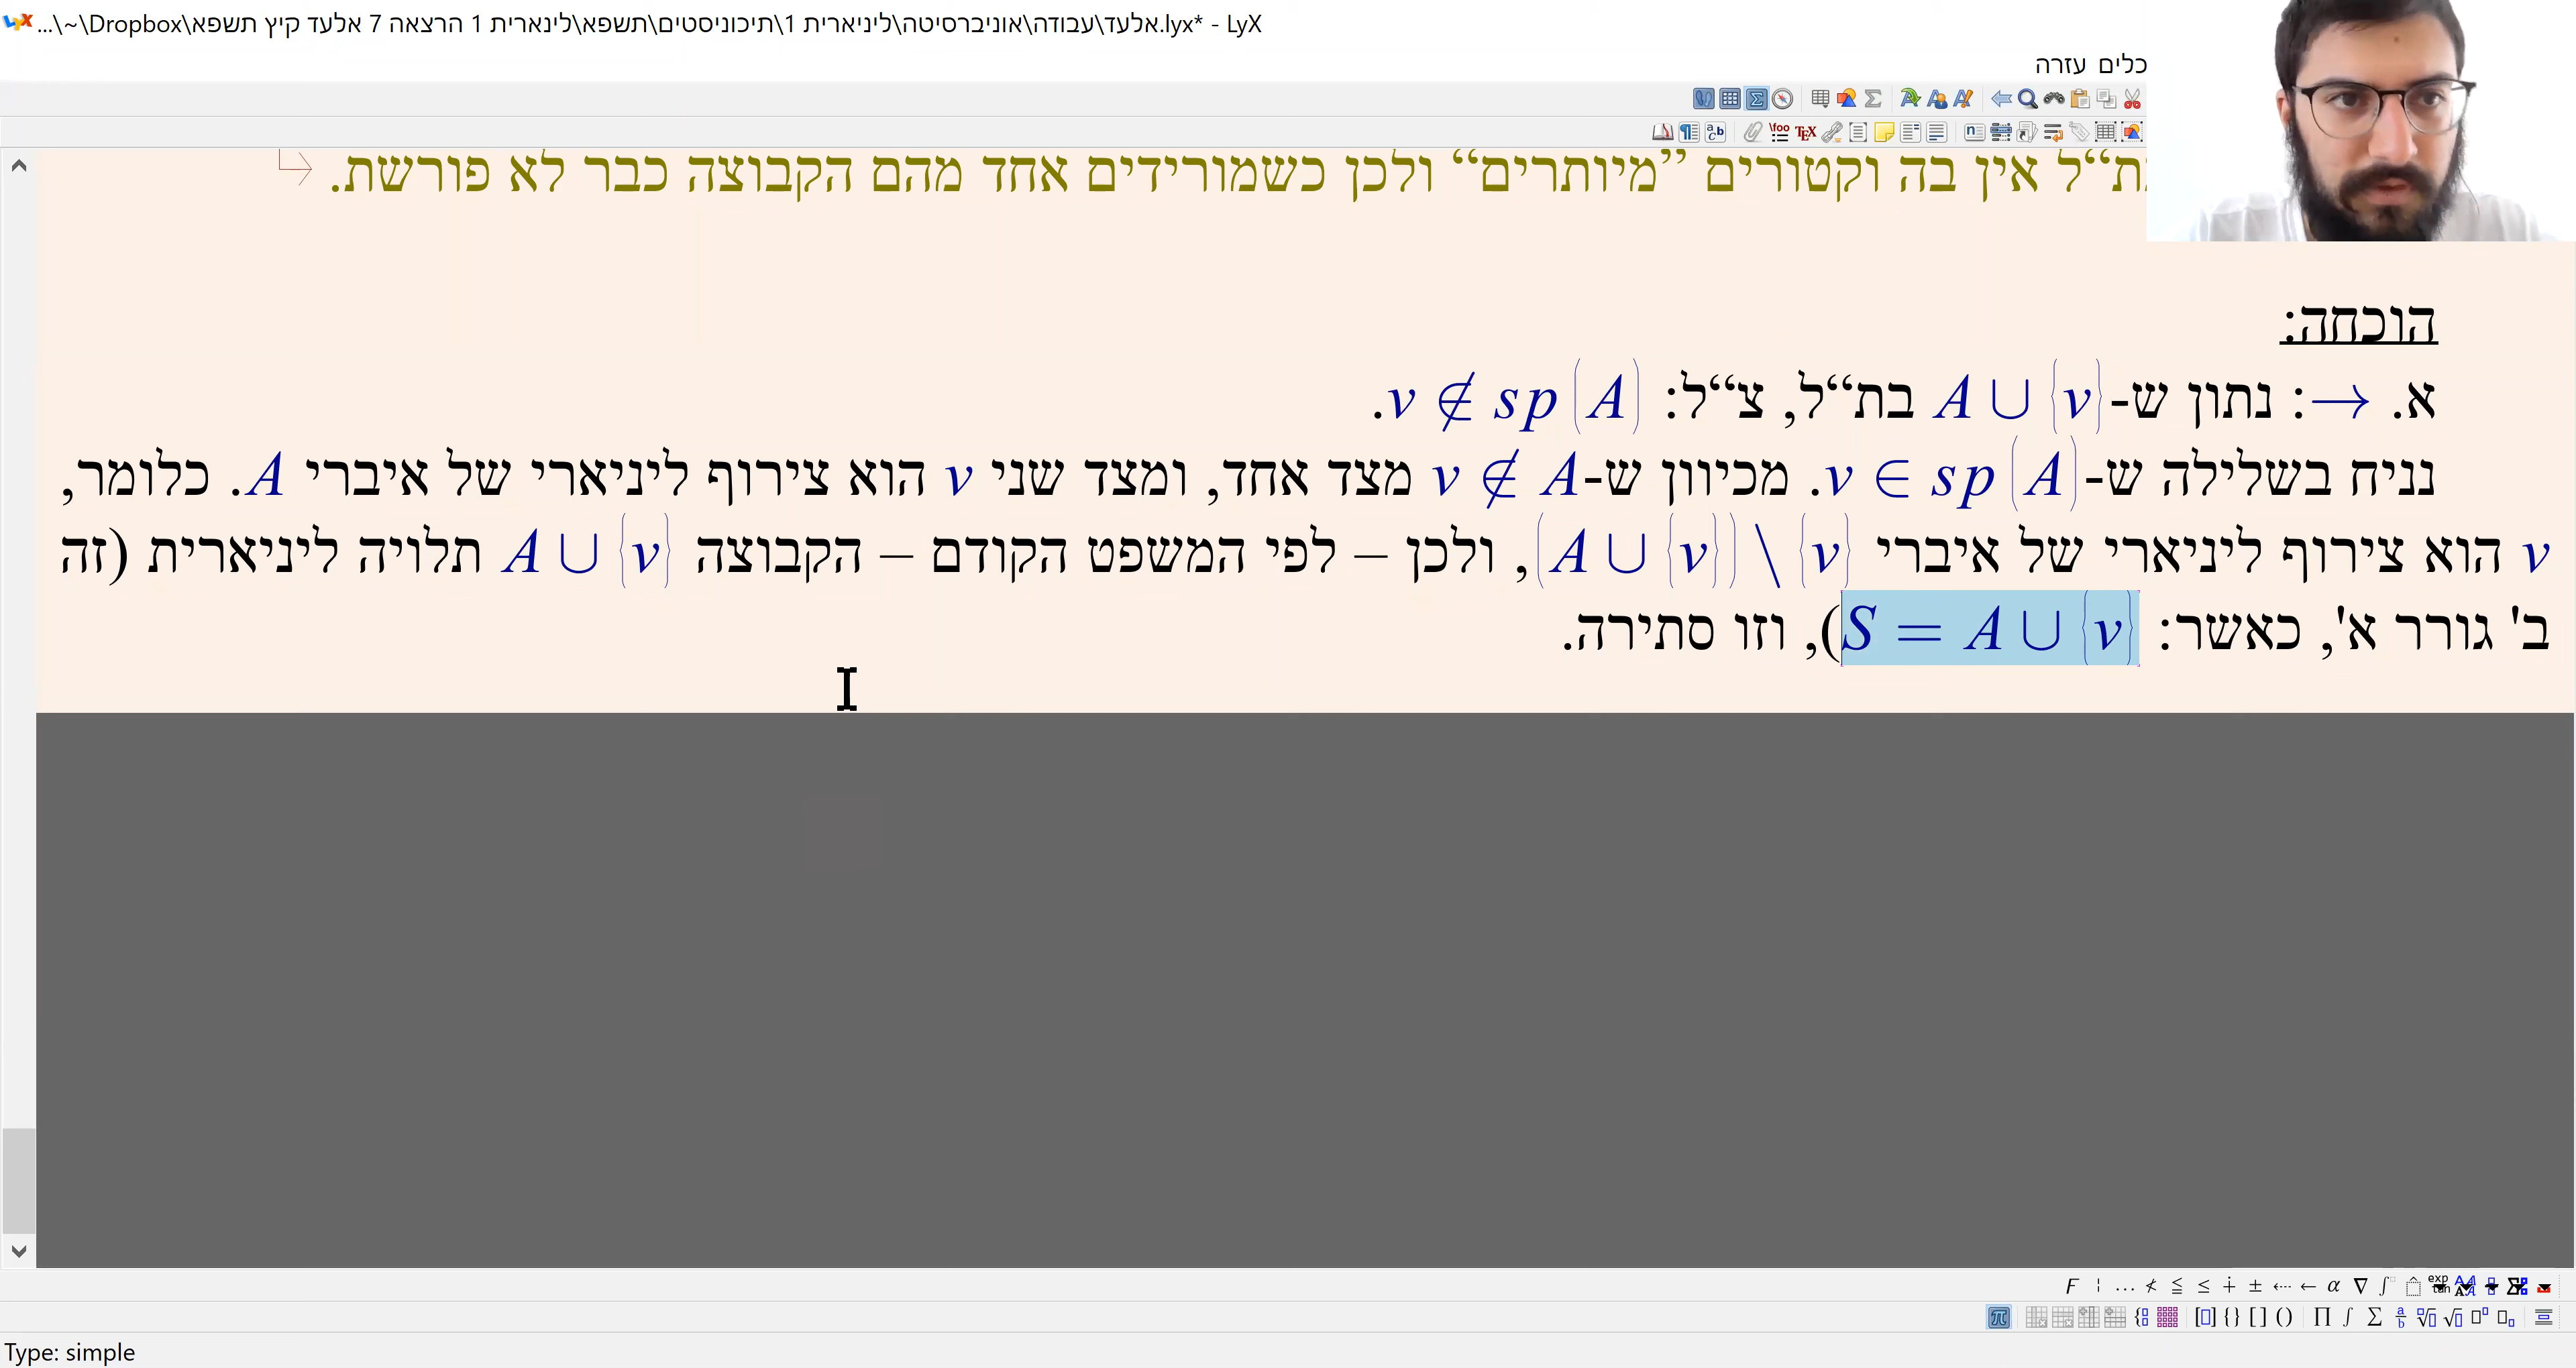 ...\~\Dropbox\אלעד\עבודה\אוניברסיטה\ליניארית 1\תיכוניסטים\תשפא\לינארית 1 הרצאה 7 אלעד קיץ תשפא.lyx* - LyX
כלים עזרה
בת“ל אין בה וקטורים ”מיותרים“ ולכן כשמורידים אחד מהם הקבוצה כבר לא פורשת.
הוכחה:
א. →: נתון ש-A ∪ {v} בת“ל, צ“ל: v ∉ sp(A).
נניח בשלילה ש-v ∈ sp(A). מכיוון ש-v ∉ A מצד אחד, ומצד שני v הוא צירוף ליניארי של איברי A. כלומר,
v הוא צירוף ליניארי של איברי (A ∪ {v}) \ {v}, ולכן – לפי המשפט הקודם – הקבוצה A ∪ {v} תלויה ליניארית (זה
ב' גורר א', כאשר: S = A ∪ {v}), וזו סתירה.
Type: simple